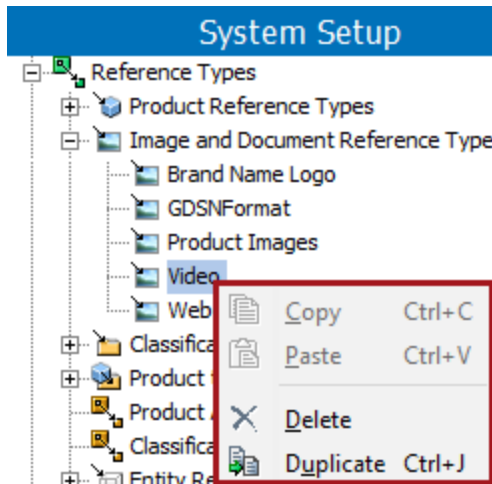 System Setup
Reference Types
Product Reference Types
Image and Document Reference Type
Brand Name Logo
GDSNFormat
Product Images
Video
Web
Copy Ctrl+C
Classifica
Paste Ctrl+V
Product
Product
Delete
Classifica
Duplicate Ctrl+J
Entity Re